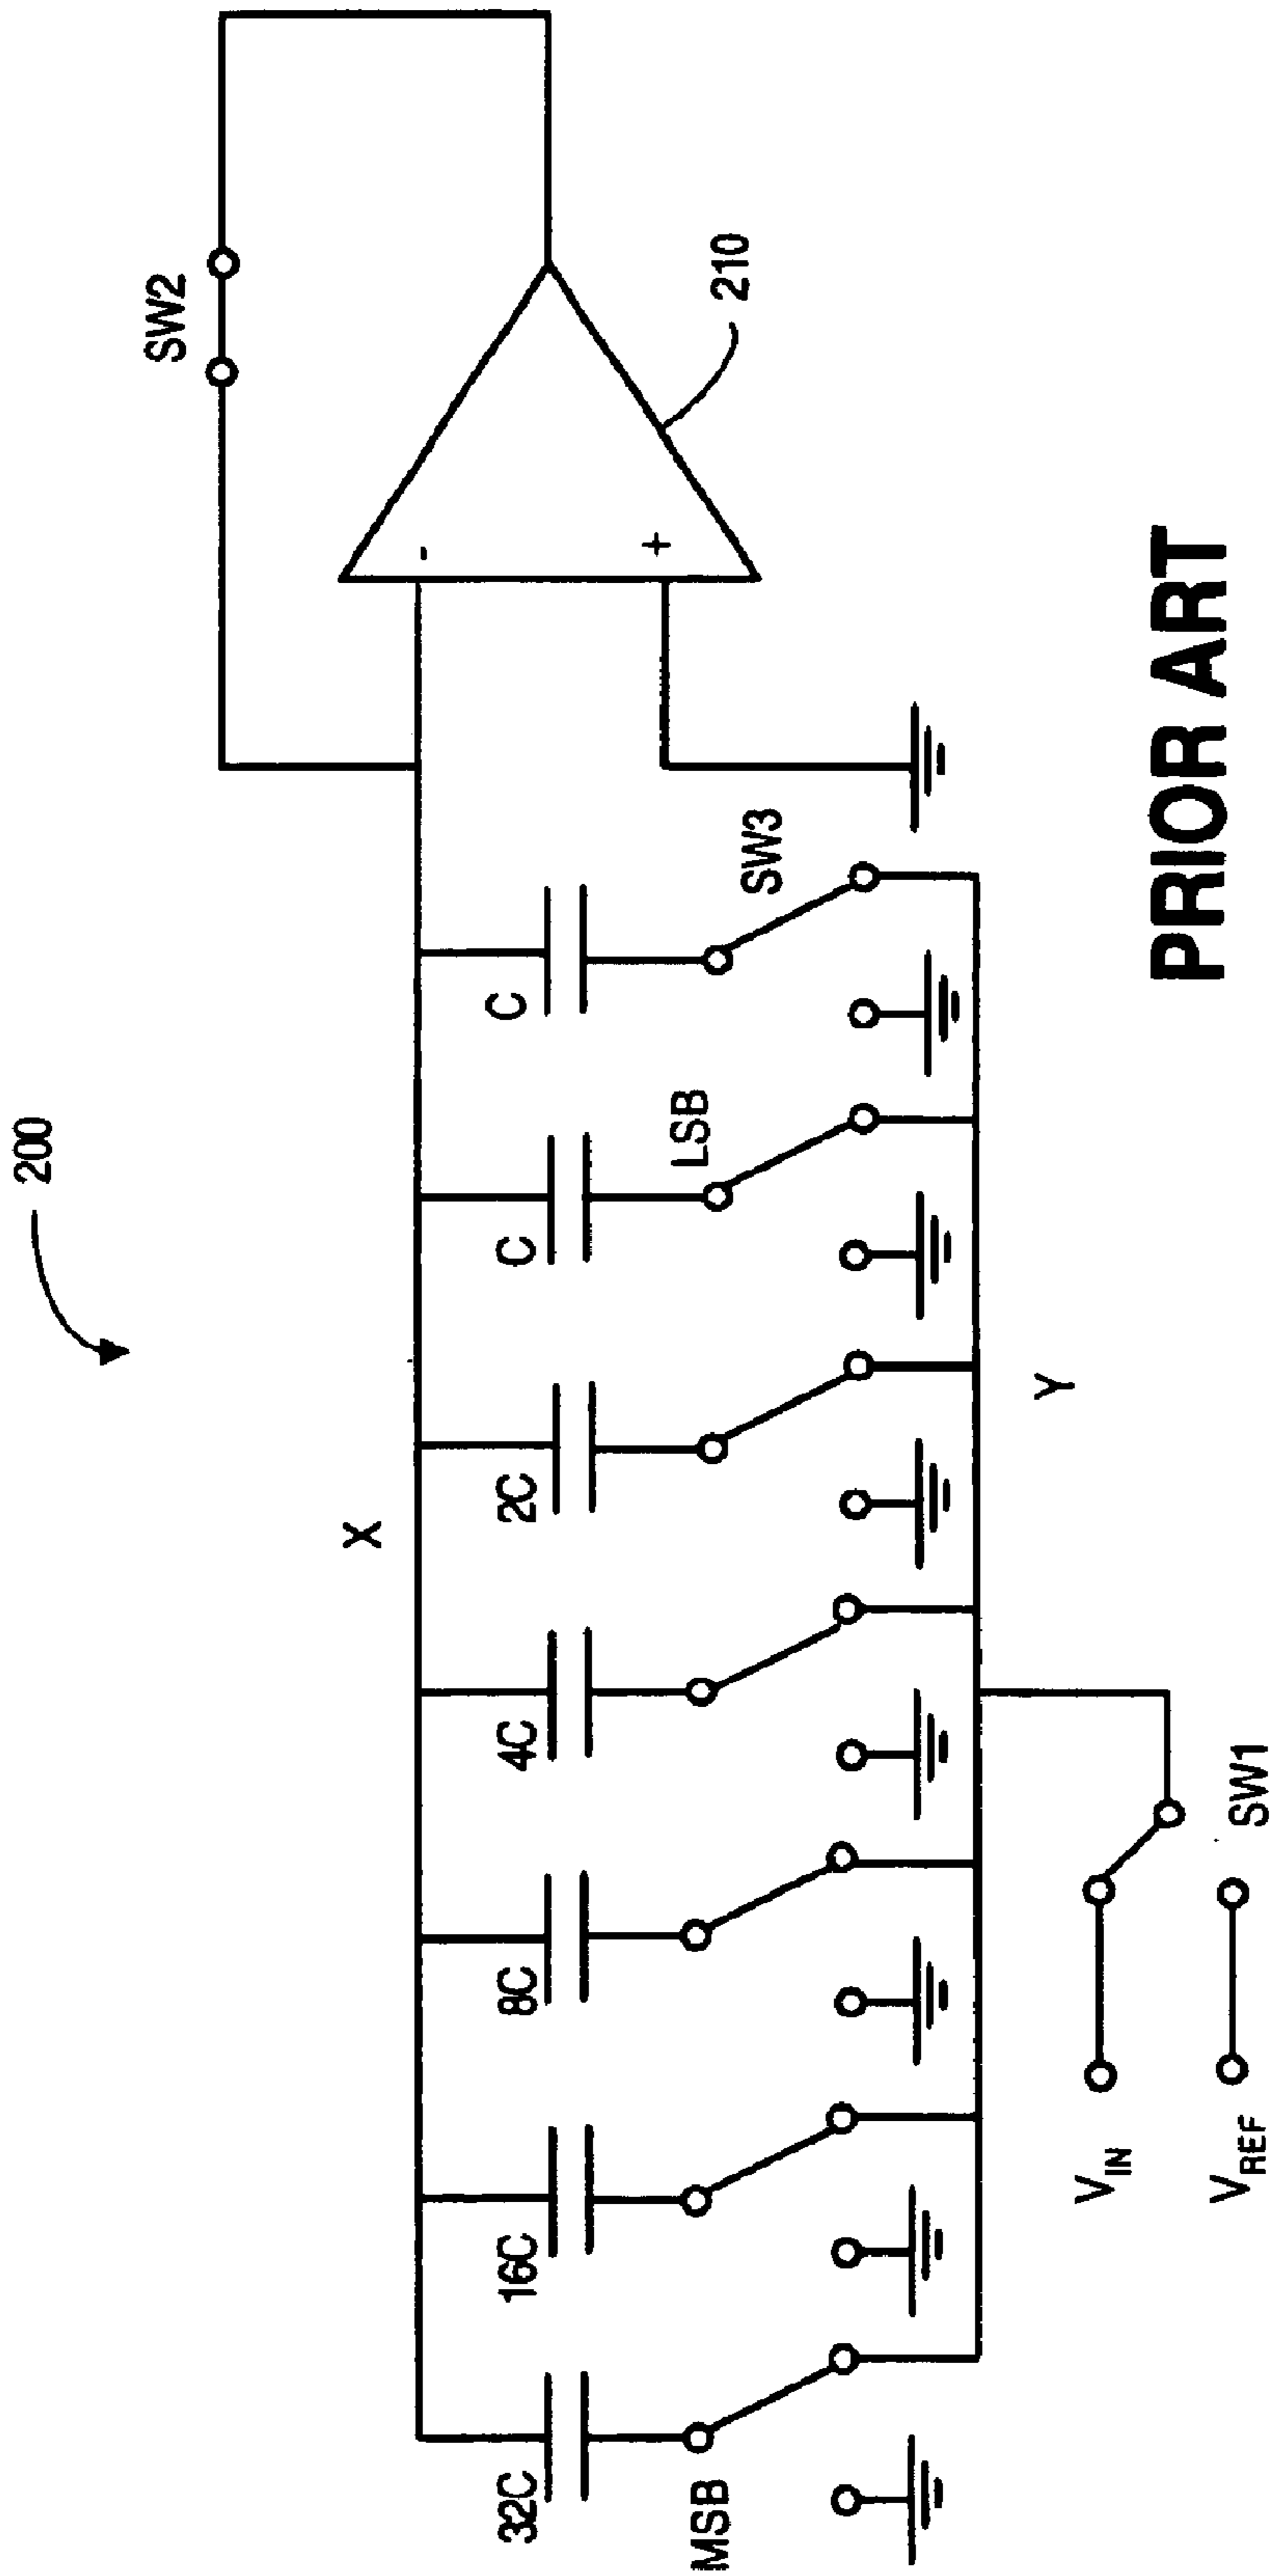 200
SW2
X
32C
16C
8C
4C
2C
C
C
-
+
210
MSB
LSB
SW3
Y
V_IN
V_REF
SW1
PRIOR ART